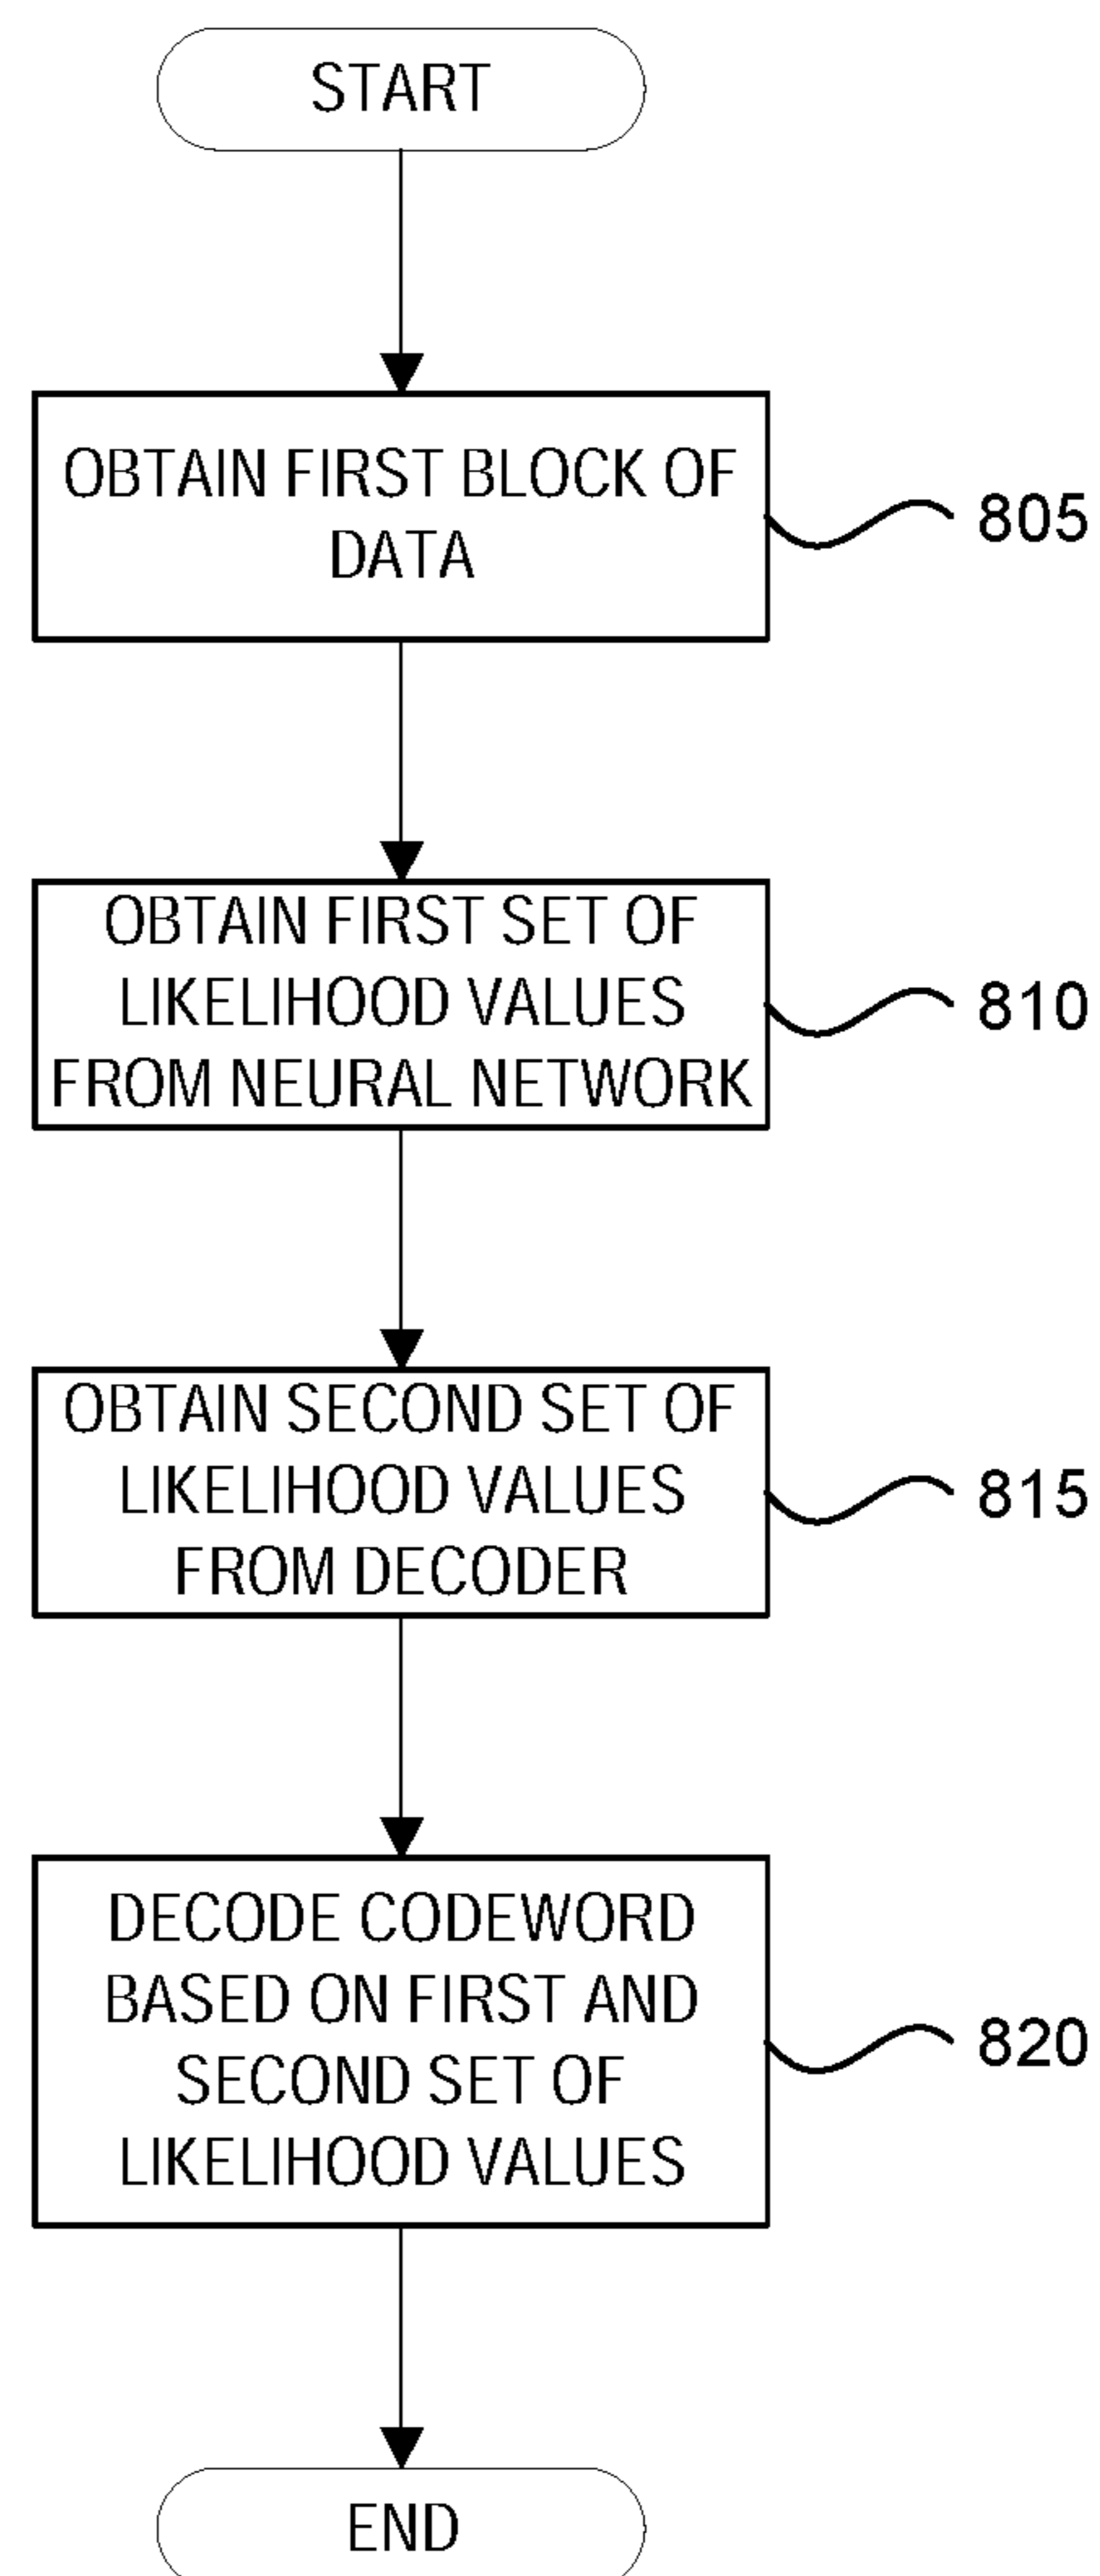 START
OBTAIN FIRST BLOCK OF
DATA
805
OBTAIN FIRST SET OF
LIKELIHOOD VALUES
FROM NEURAL NETWORK
810
OBTAIN SECOND SET OF
LIKELIHOOD VALUES
FROM DECODER
815
DECODE CODEWORD
BASED ON FIRST AND
SECOND SET OF
LIKELIHOOD VALUES
820
END